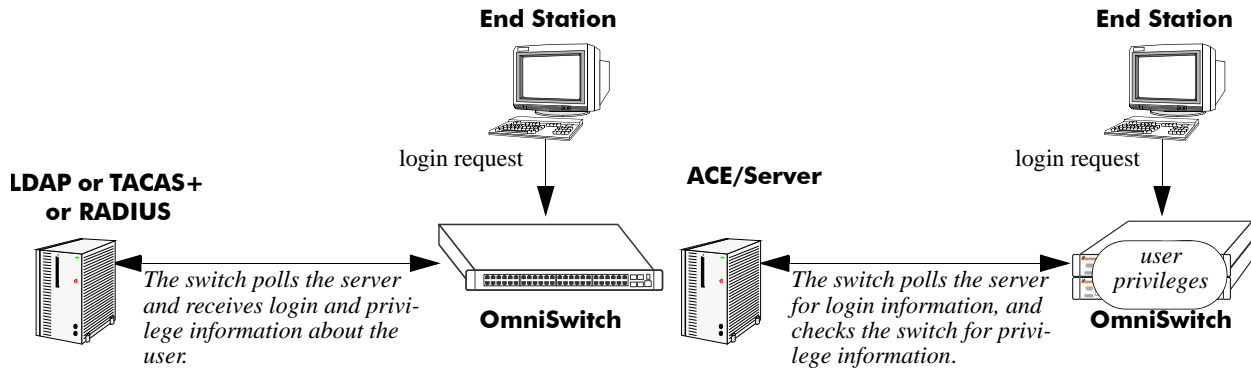 End Station
login request
LDAP or TACAS+
or RADIUS
The switch polls the server
and receives login and privi-
lege information about the
user.
OmniSwitch
End Station
login request
ACE/Server
user
privileges
The switch polls the server
for login information, and
checks the switch for privi-
lege information.
OmniSwitch